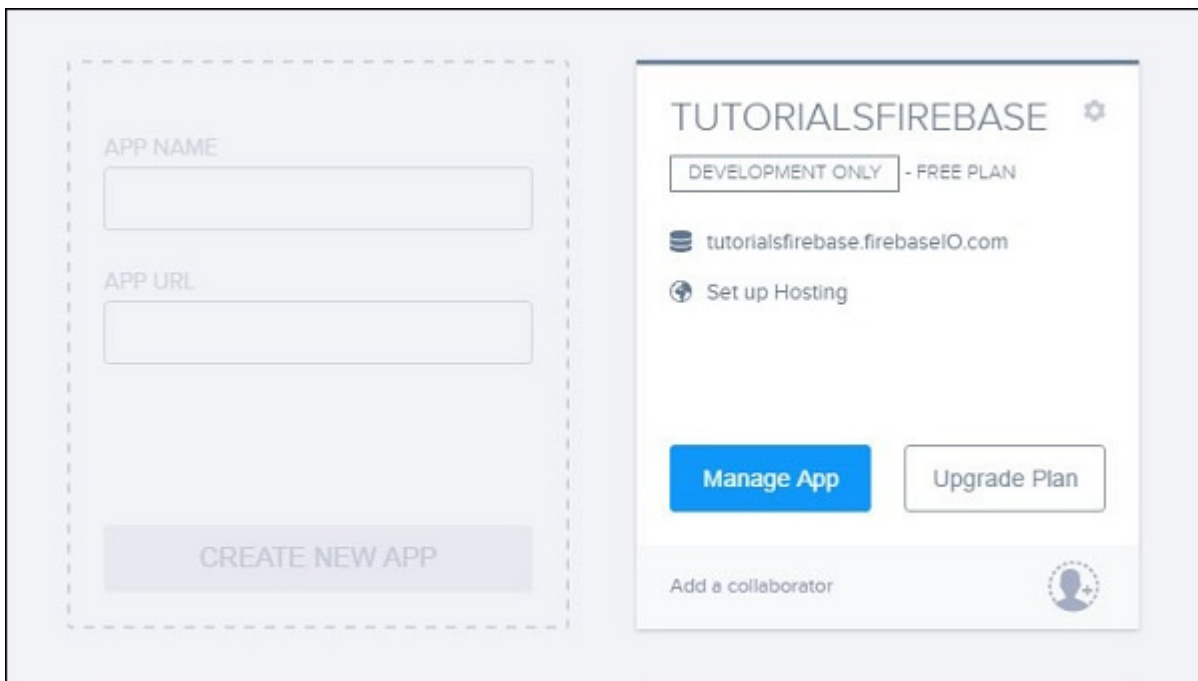 APP NAME
APP URL
CREATE NEW APP
TUTORIALSFIREBASE
DEVELOPMENT ONLY - FREE PLAN
tutorialsfirebase.firebaseIO.com
Set up Hosting
Manage App
Upgrade Plan
Add a collaborator